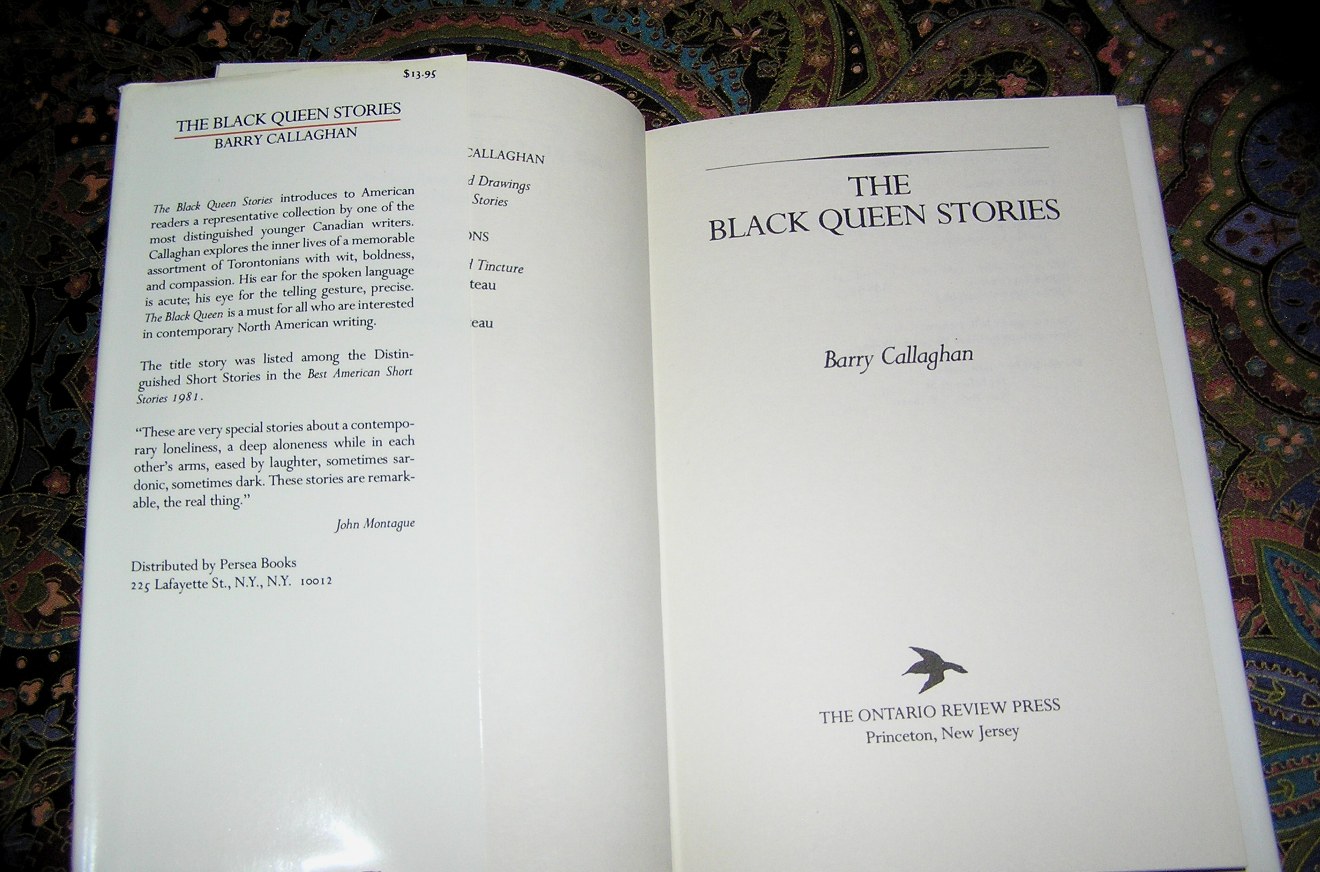 $13.95
THE BLACK QUEEN STORIES
BARRY CALLAGHAN
The Black Queen Stories introduces to American
readers a representative collection by one of the
most distinguished younger Canadian writers.
Callaghan explores the inner lives of a memorable
assortment of Torontonians with wit, boldness,
and compassion. His ear for the spoken language
is acute; his eye for the telling gesture, precise.
The Black Queen is a must for all who are interested
in contemporary North American writing.
The title story was listed among the Distin-
guished Short Stories in the Best American Short
Stories 1981.
"These are very special stories about a contempo-
rary loneliness, a deep aloneness while in each
other's arms, eased by laughter, sometimes sar-
donic, sometimes dark. These stories are remark-
able, the real thing."
John Montague
Distributed by Persea Books
225 Lafayette St., N.Y., N.Y. 10012
CALLAGHAN
d Drawings
Stories
ONS
d Tincture
teau
eau
THE
BLACK QUEEN STORIES
Barry Callaghan
THE ONTARIO REVIEW PRESS
Princeton, New Jersey